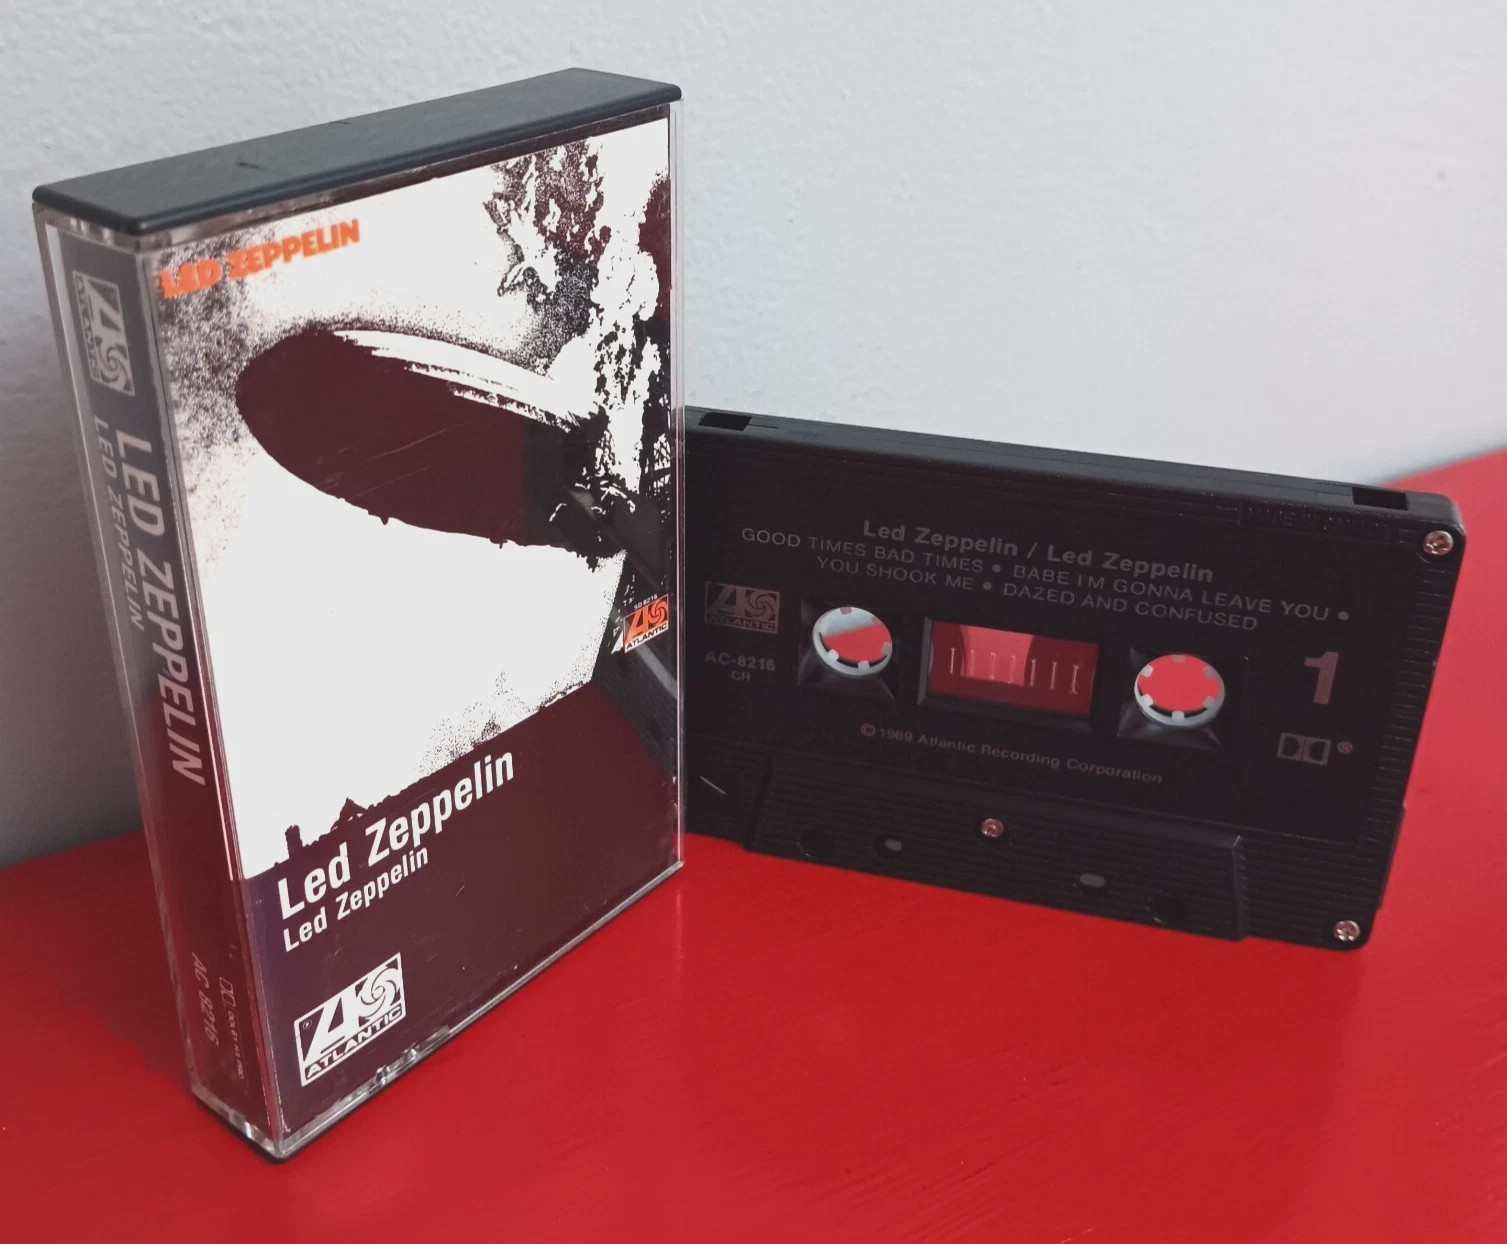 LED ZEPPELIN
SD 8216
ATLANTIC
Led Zeppelin
Led Zeppelin
ATLANTIC
ATLANTIC
LED ZEPPELIN
LED ZEPPELIN
AC 8216
Led Zeppelin / Led Zeppelin
GOOD TIMES BAD TIMES • BABE I'M GONNA LEAVE YOU •
YOU SHOOK ME • DAZED AND CONFUSED
ATLANTIC
AC-8216
CR
1
© 1969 Atlantic Recording Corporation